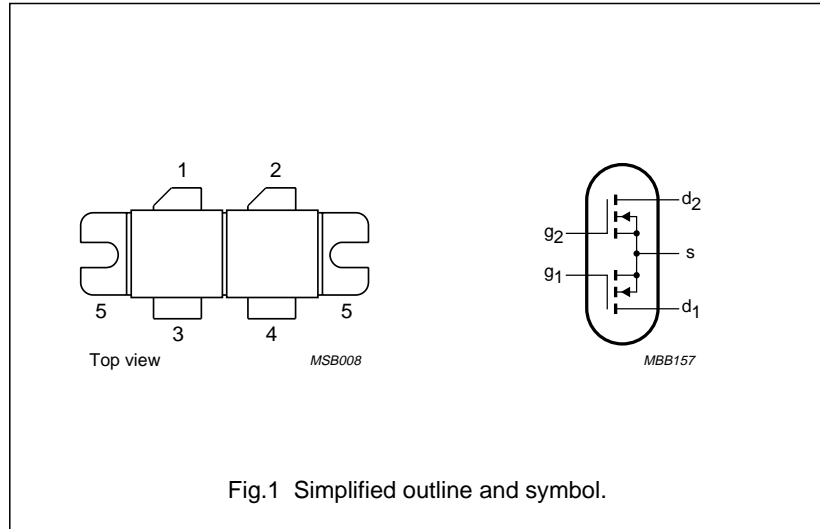 1 2
5 5
3 4
Top view MSB008
d2
g2
s
g1
d1
MBB157
Fig.1 Simplified outline and symbol.